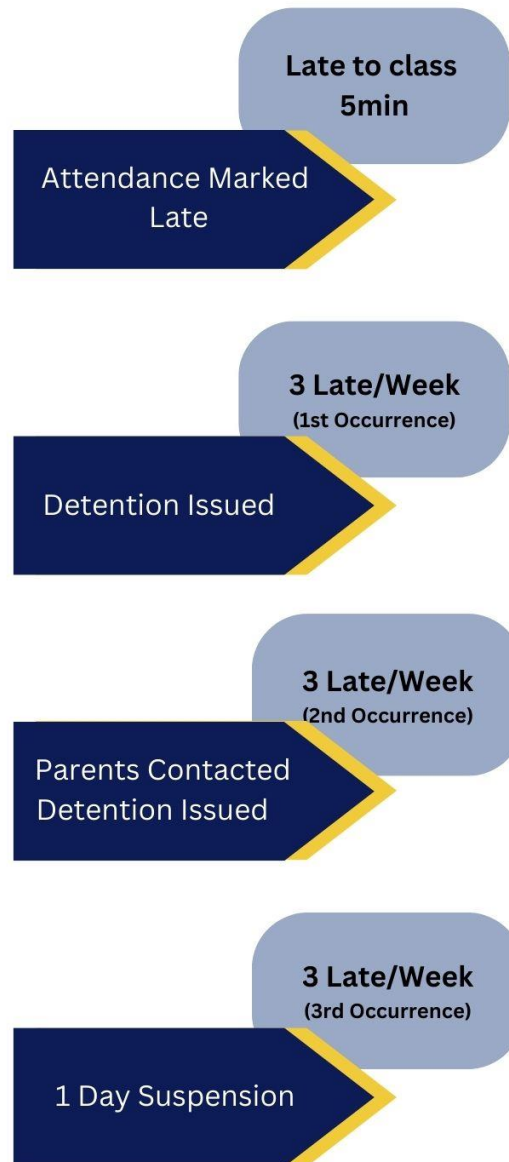 Late to class
5min
Attendance Marked
Late
3 Late/Week
(1st Occurrence)
Detention Issued
3 Late/Week
(2nd Occurrence)
Parents Contacted
Detention Issued
3 Late/Week
(3rd Occurrence)
1 Day Suspension